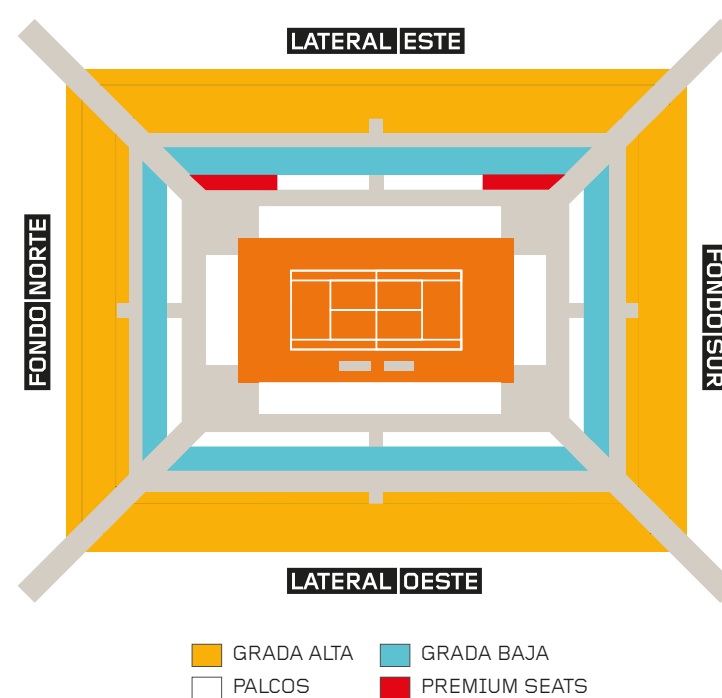 LATERAL ESTE
FONDO NORTE
FONDO SUR
LATERAL OESTE
GRADA ALTA
GRADA BAJA
PALCOS
PREMIUM SEATS